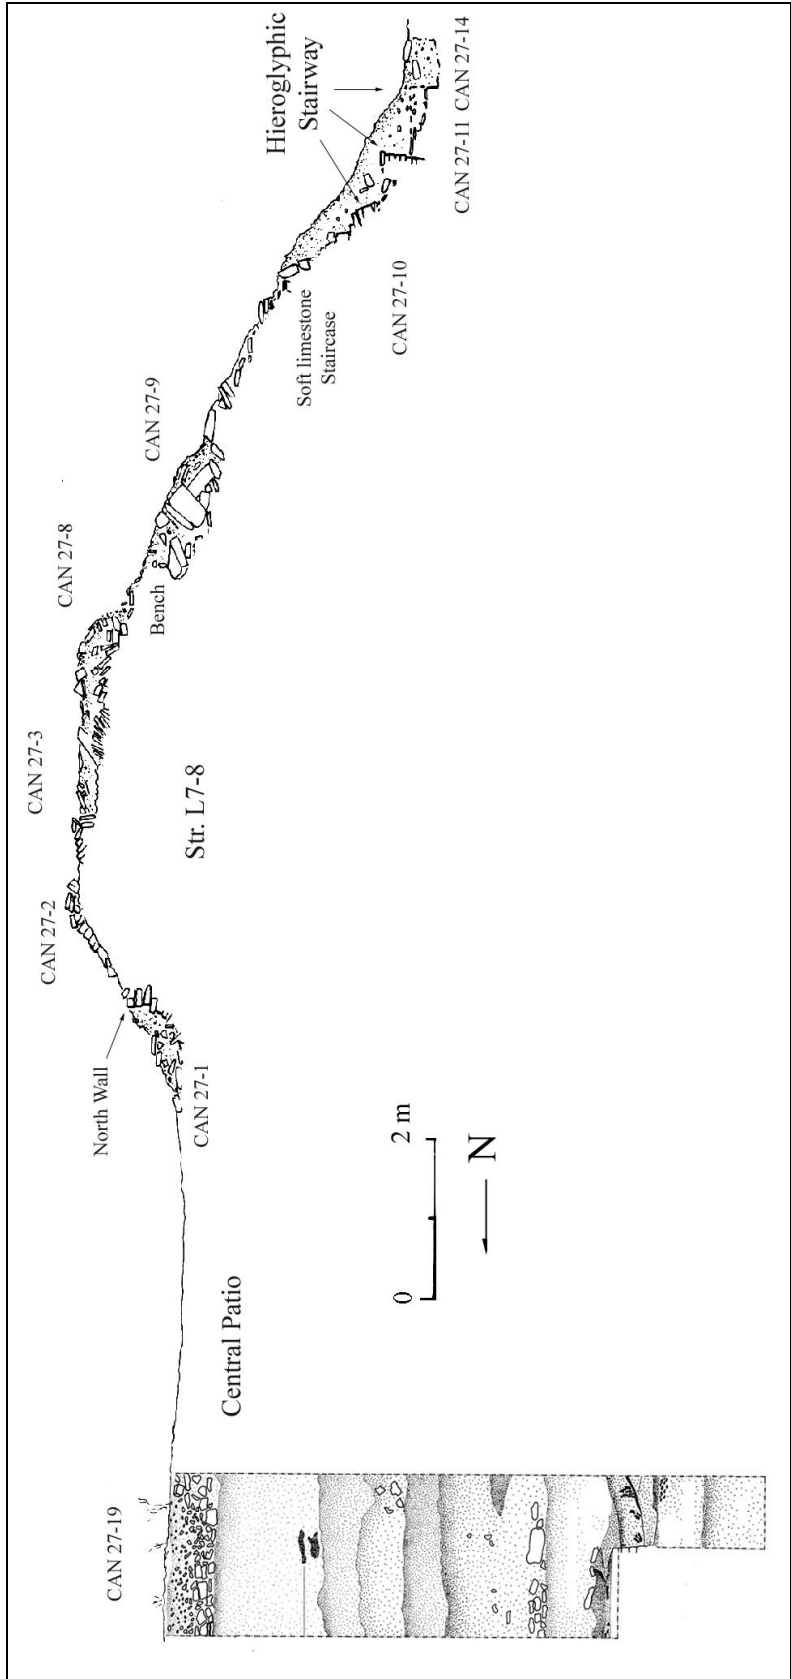 Hieroglyphic
Stairway
CAN 27-14
CAN 27-11
CAN 27-10
Soft limestone
Staircase
CAN 27-9
CAN 27-8
Bench
CAN 27-3
Str. L7-8
CAN 27-2
North Wall
CAN 27-1
0
2 m
N
Central Patio
CAN 27-19